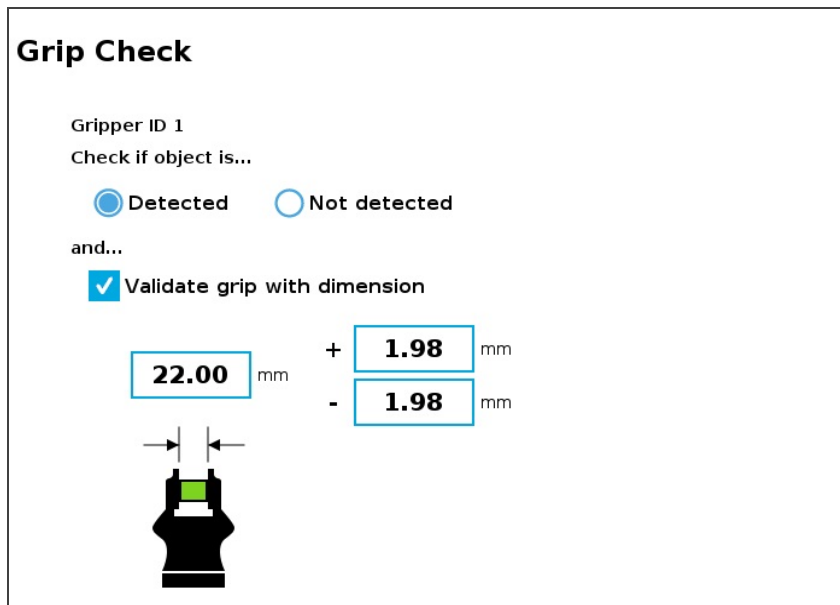 Grip Check
Gripper ID 1
Check if object is...
Detected Not detected
and...
Validate grip with dimension
+ 1.98 mm
22.00 mm
- 1.98 mm